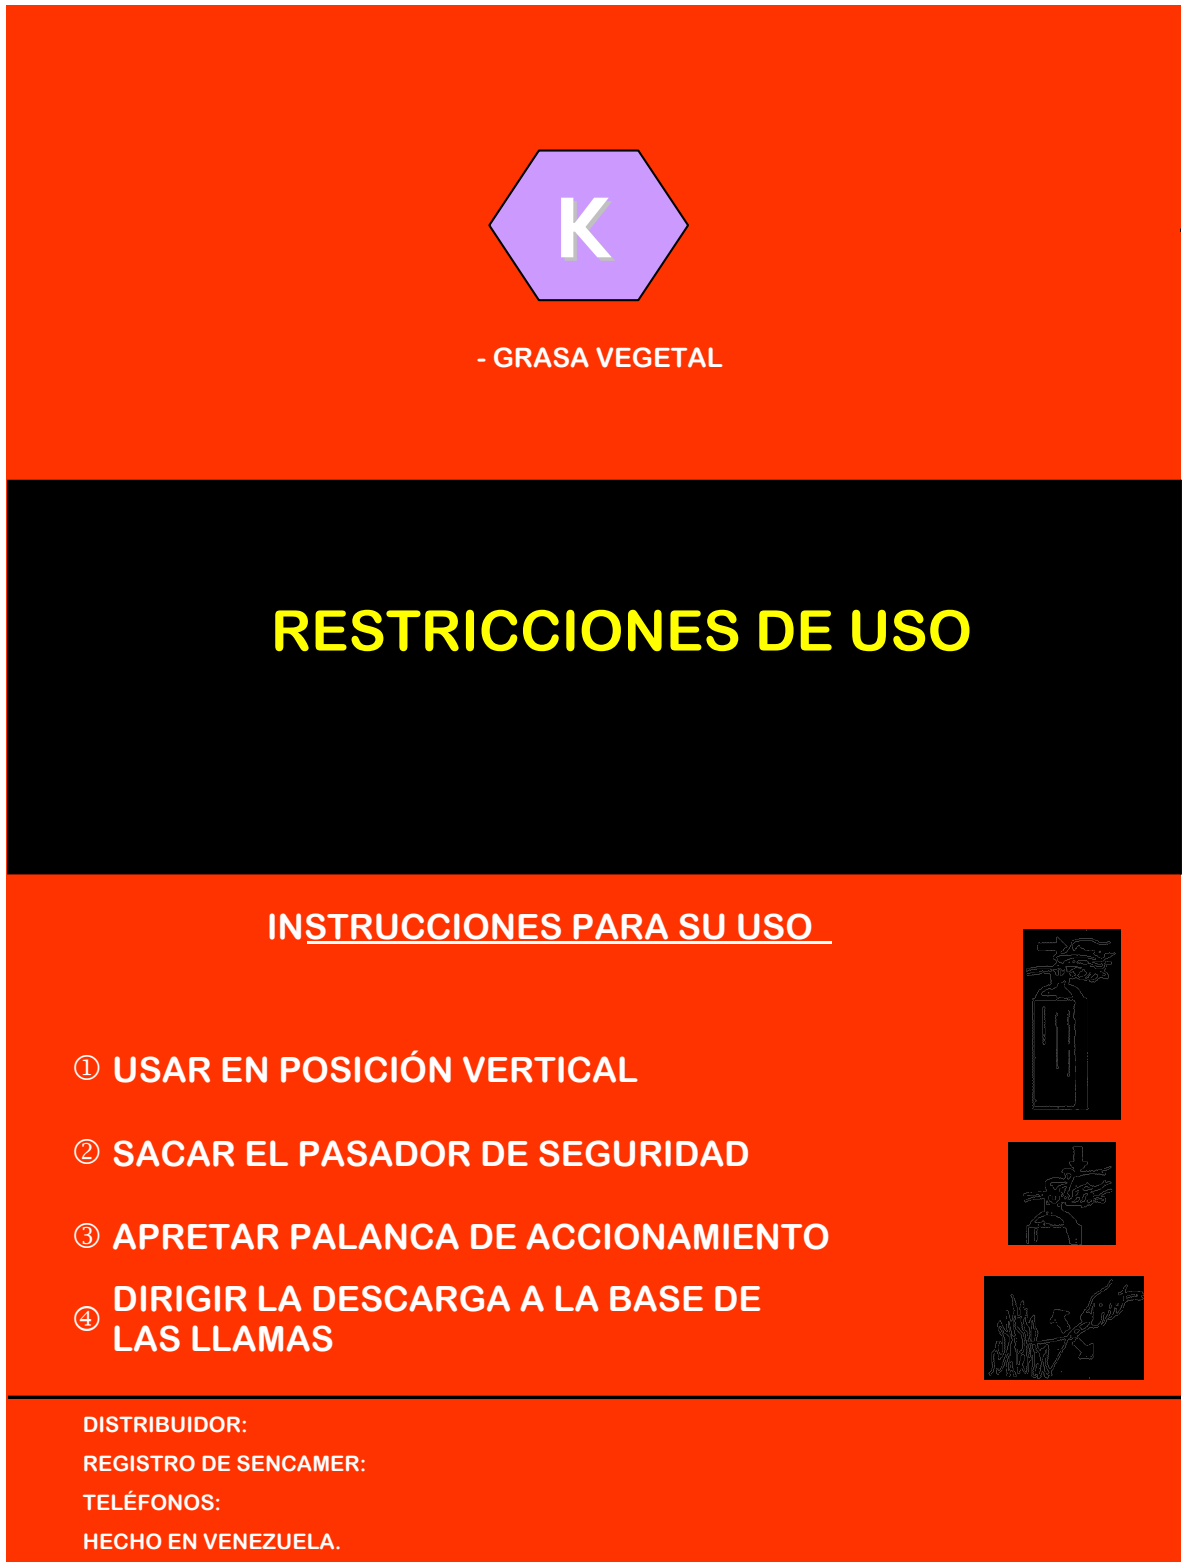 K
- GRASA VEGETAL
RESTRICCIONES DE USO
INSTRUCCIONES PARA SU USO
① USAR EN POSICIÓN VERTICAL
② SACAR EL PASADOR DE SEGURIDAD
③ APRETAR PALANCA DE ACCIONAMIENTO
④ DIRIGIR LA DESCARGA A LA BASE DE
LAS LLAMAS
DISTRIBUIDOR:
REGISTRO DE SENCAMER:
TELÉFONOS:
HECHO EN VENEZUELA.